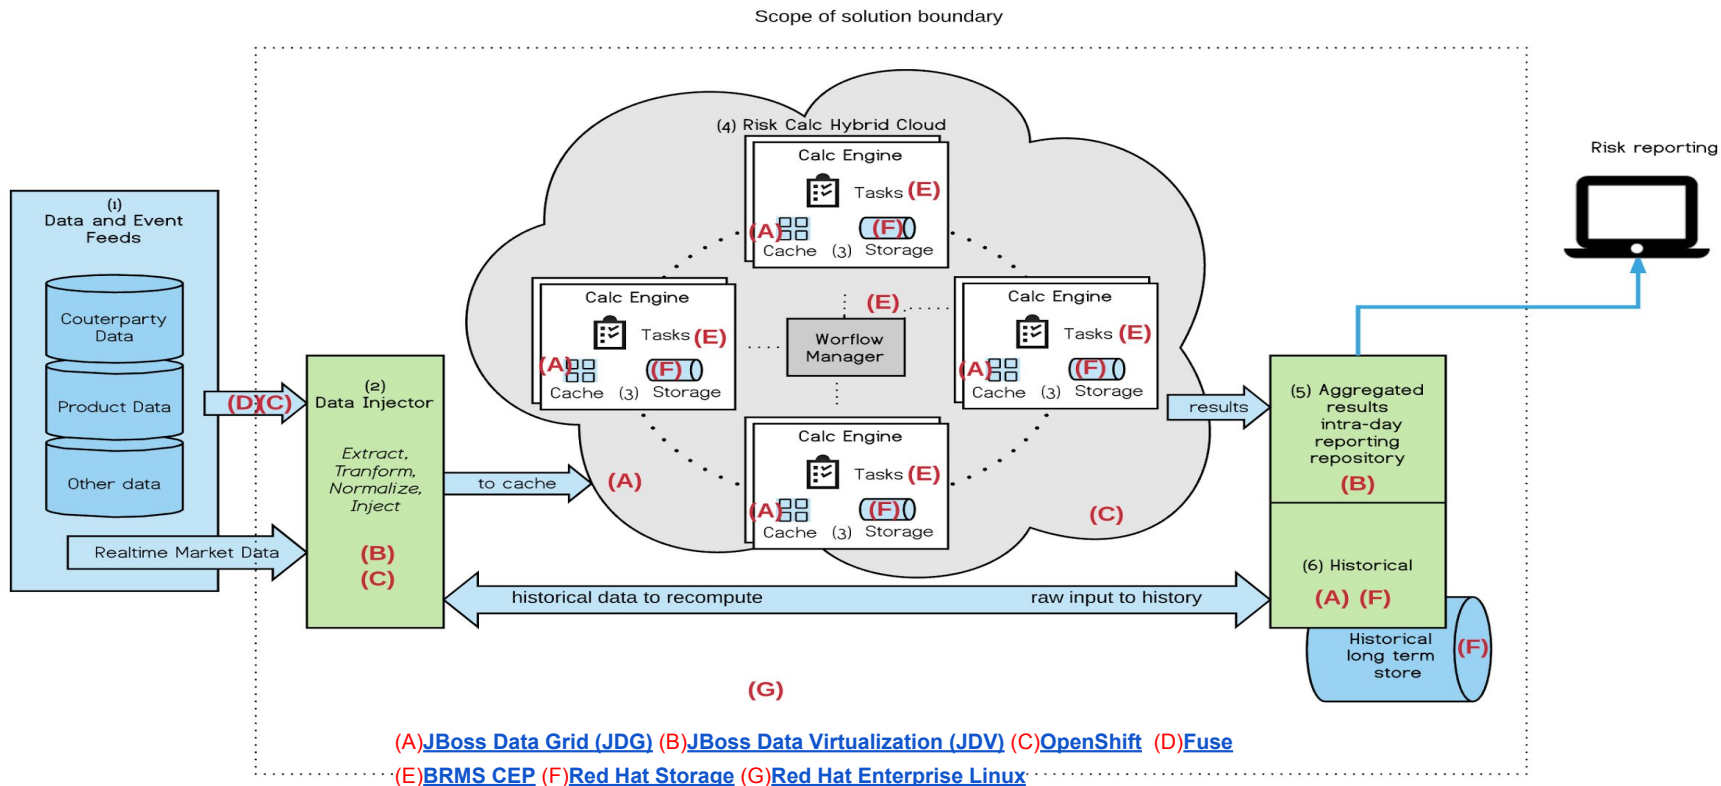 Scope of solution boundary
(1)
Data and Event
Feeds
Couterparty
Data
Product Data
Other data
Realtime Market Data
(D)(C)
(2)
Data Injector
Extract,
Tranform,
Normalize,
Inject
(B)
(C)
to cache
(A)
(4) Risk Calc Hybrid Cloud
Calc Engine
Tasks (E)
(A) (F)
Cache (3) Storage
Calc Engine
Tasks (E)
(A) (F)
Cache (3) Storage
(E)
Worflow
Manager
Calc Engine
Tasks (E)
(A) (F)
Cache (3) Storage
Calc Engine
Tasks (E)
(A) (F)
Cache (3) Storage
(C)
results
historical data to recompute
raw input to history
(5) Aggregated
results
intra-day
reporting
repository
(B)
(6) Historical
(A) (F)
Historical
long term
store
(F)
Risk reporting
(G)
(A)JBoss Data Grid (JDG) (B)JBoss Data Virtualization (JDV) (C)OpenShift (D)Fuse
(E)BRMS CEP (F)Red Hat Storage (G)Red Hat Enterprise Linux